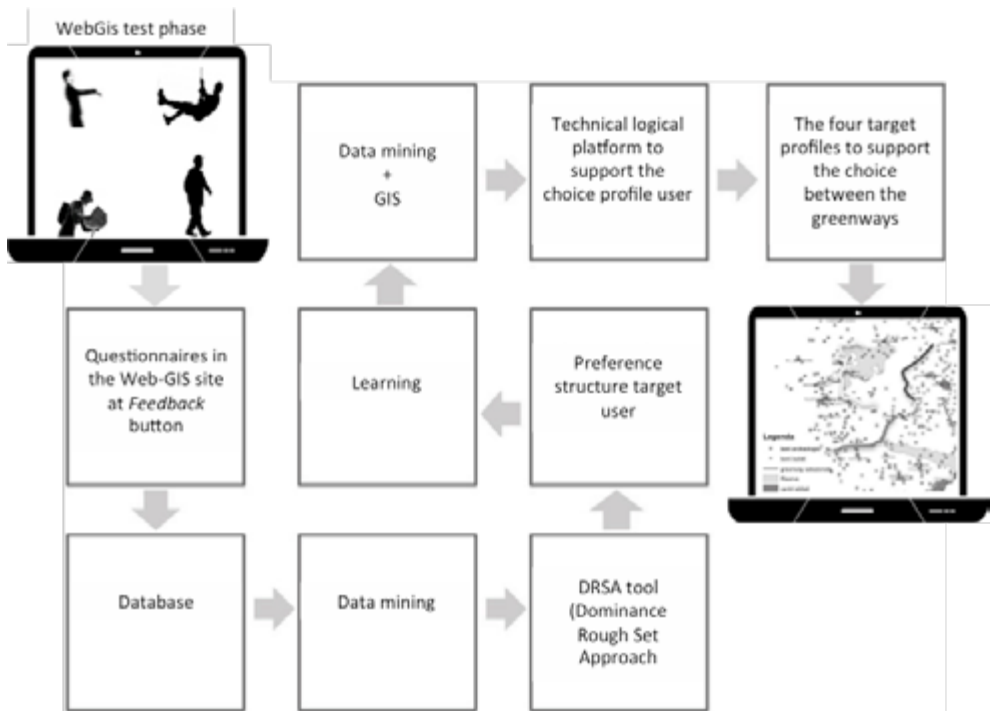 WebGis test phase
Data mining
+
GIS
Technical logical
platform to
support the
choice profile user
The four target
profiles to support
the choice
between the
greenways
Questionnaires in
the Web-GIS site
at Feedback
button
Learning
Preference
structure target
user
Legenda
Database
Data mining
DRSA tool
(Dominance
Rough Set
Approach